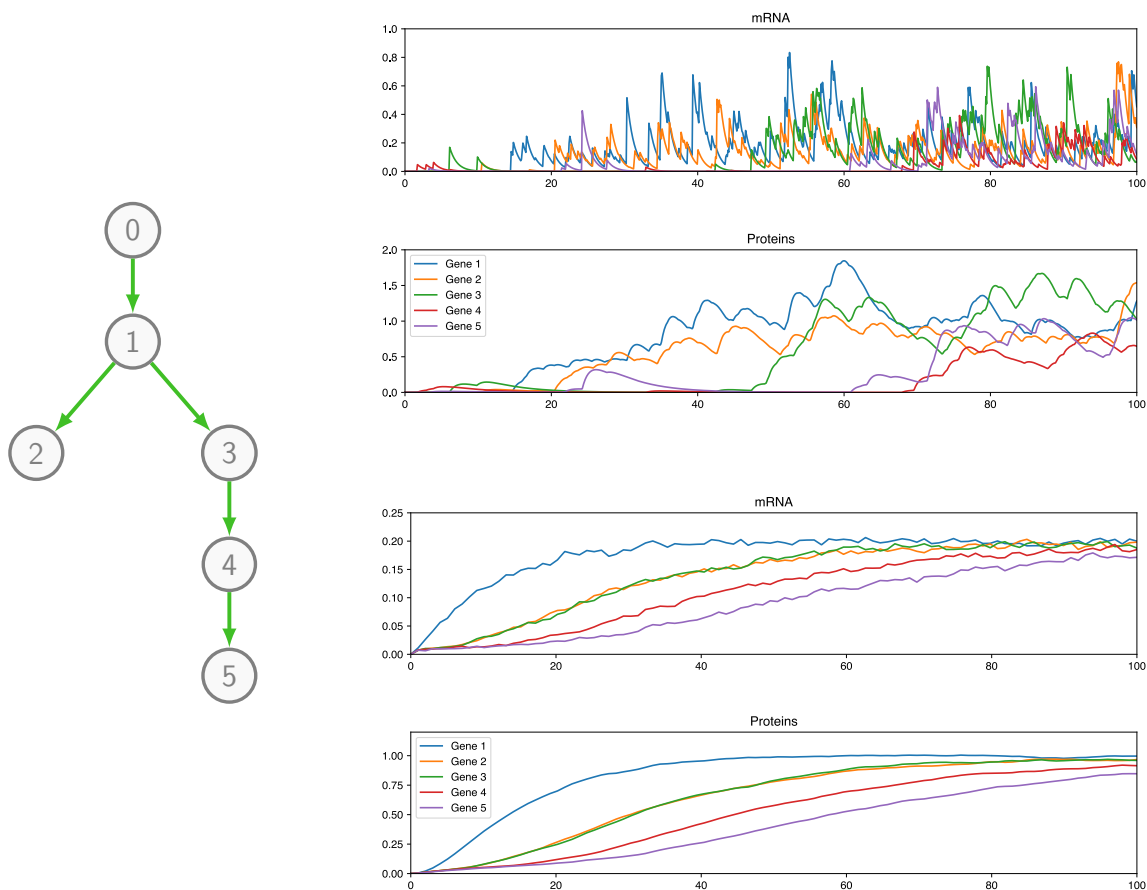 0
1
2
3
4
5
mRNA
1.0
0.8
0.6
0.4
0.2
0.0
0 20 40 60 80 100
Proteins
2.0
1.5
1.0
0.5
0.0
Gene 1
Gene 2
Gene 3
Gene 4
Gene 5
0 20 40 60 80 100
mRNA
0.25
0.20
0.15
0.10
0.05
0.00
0 20 40 60 80 100
Proteins
1.00
0.75
0.50
0.25
0.00
Gene 1
Gene 2
Gene 3
Gene 4
Gene 5
0 20 40 60 80 100